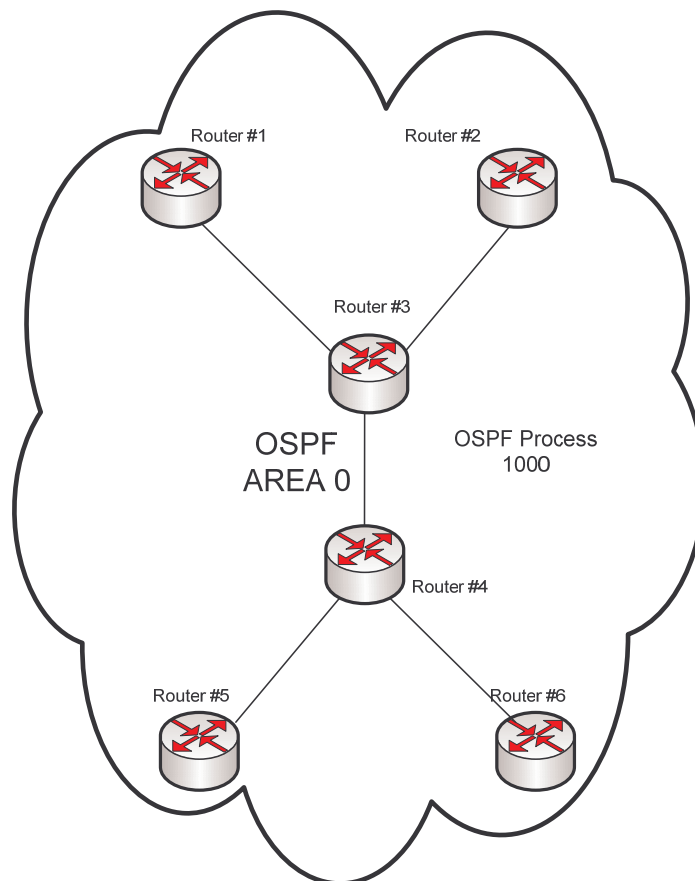 Router #1
Router #2
Router #3
OSPF
AREA 0
OSPF Process
1000
Router #4
Router #5
Router #6